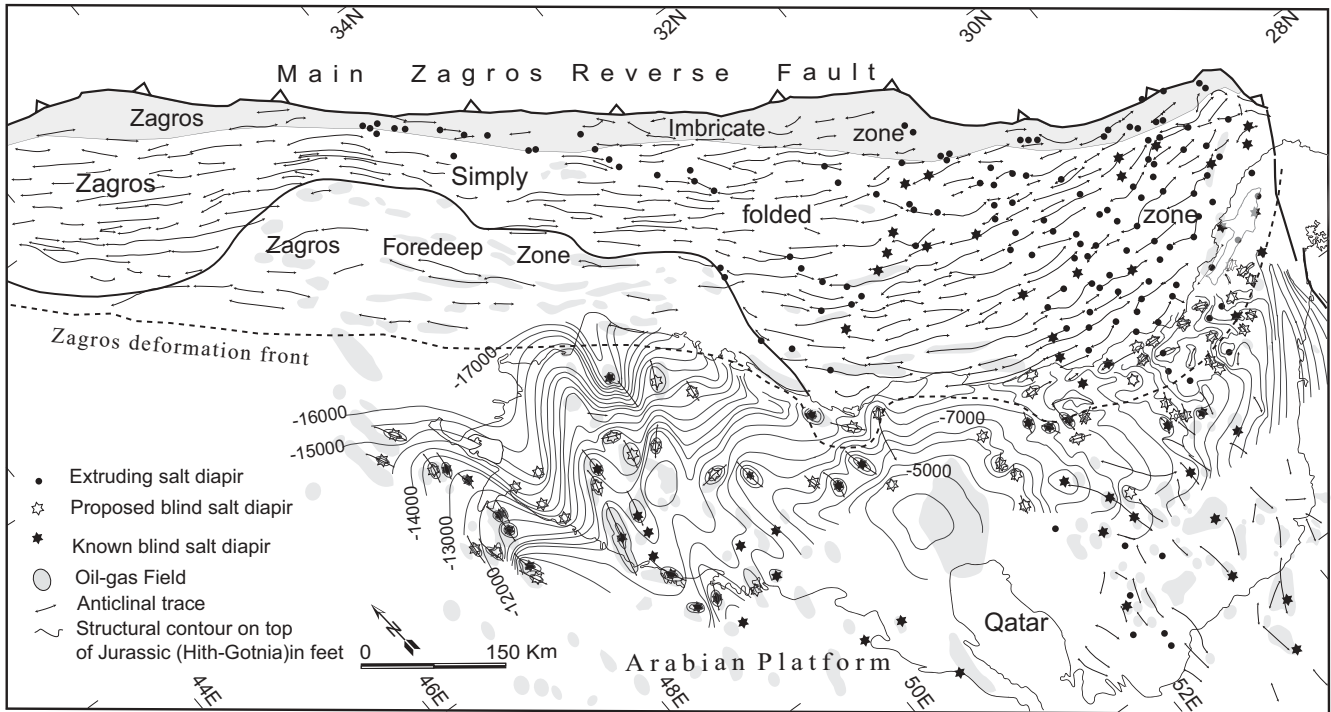 34N
32N
30N
28N
Main Zagros Reverse Fault
Zagros
Imbricate
zone
Zagros
Simply
folded
zone
Zagros
Foredeep
Zone
Zagros deformation front
-17000
-16000
-15000
-14000
-13000
-12000
-7000
-5000
Extruding salt diapir
Proposed blind salt diapir
Known blind salt diapir
Oil-gas Field
Anticlinal trace
Structural contour on top
of Jurassic (Hith-Gotnia)in feet
N
0
150 Km
Qatar
Arabian Platform
44E
46E
48E
50E
52E